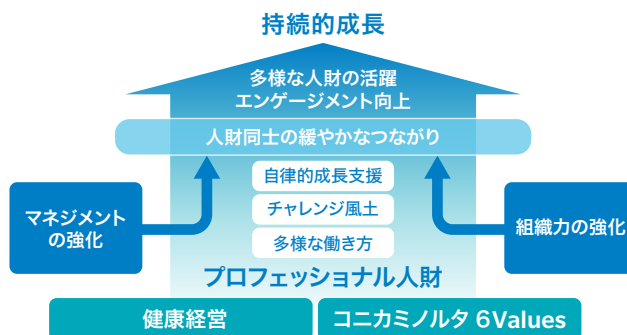 持続的成長
多様な人財の活躍
エンゲージメント向上
人財同士の緩やかなつながり
自律的成長支援
チャレンジ風土
多様な働き方
マネジメント
の強化
組織力の強化
プロフェッショナル人財
健康経営
コニカミノルタ 6Values